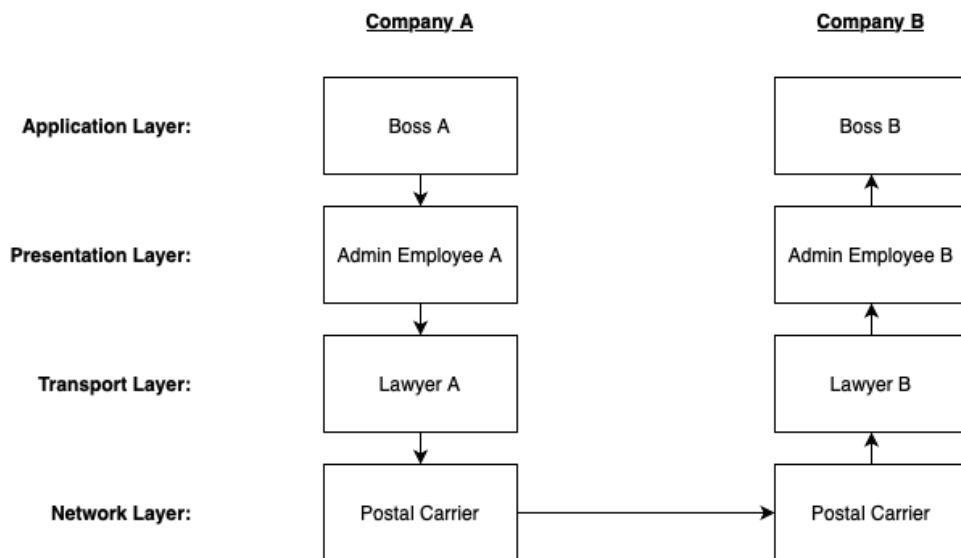 Company A
Company B
Application Layer:
Boss A
Boss B
Presentation Layer:
Admin Employee A
Admin Employee B
Transport Layer:
Lawyer A
Lawyer B
Network Layer:
Postal Carrier
Postal Carrier